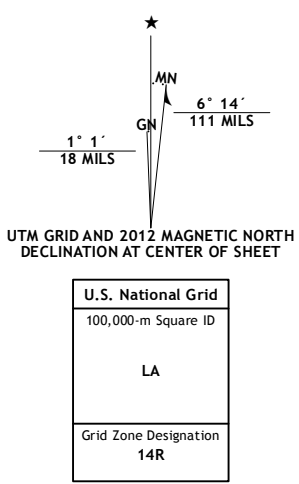 ★
MN
GN
6° 14´
111 MILS
1° 1´
18 MILS
UTM GRID AND 2012 MAGNETIC NORTH
DECLINATION AT CENTER OF SHEET
U.S. National Grid
100,000-m Square ID
LA
Grid Zone Designation
14R